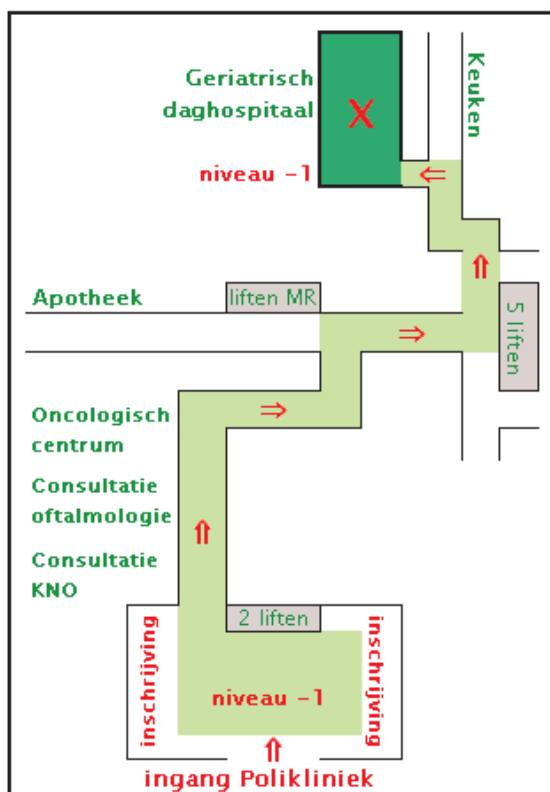 Geriatrisch
daghospitaal
X
niveau -1
Keuken
Apotheek
liften MR
5 liften
Oncologisch
centrum
Consultatie
oftalmologie
Consultatie
KNO
2 liften
inschrijving
inschrijving
niveau -1
ingang Polikliniek